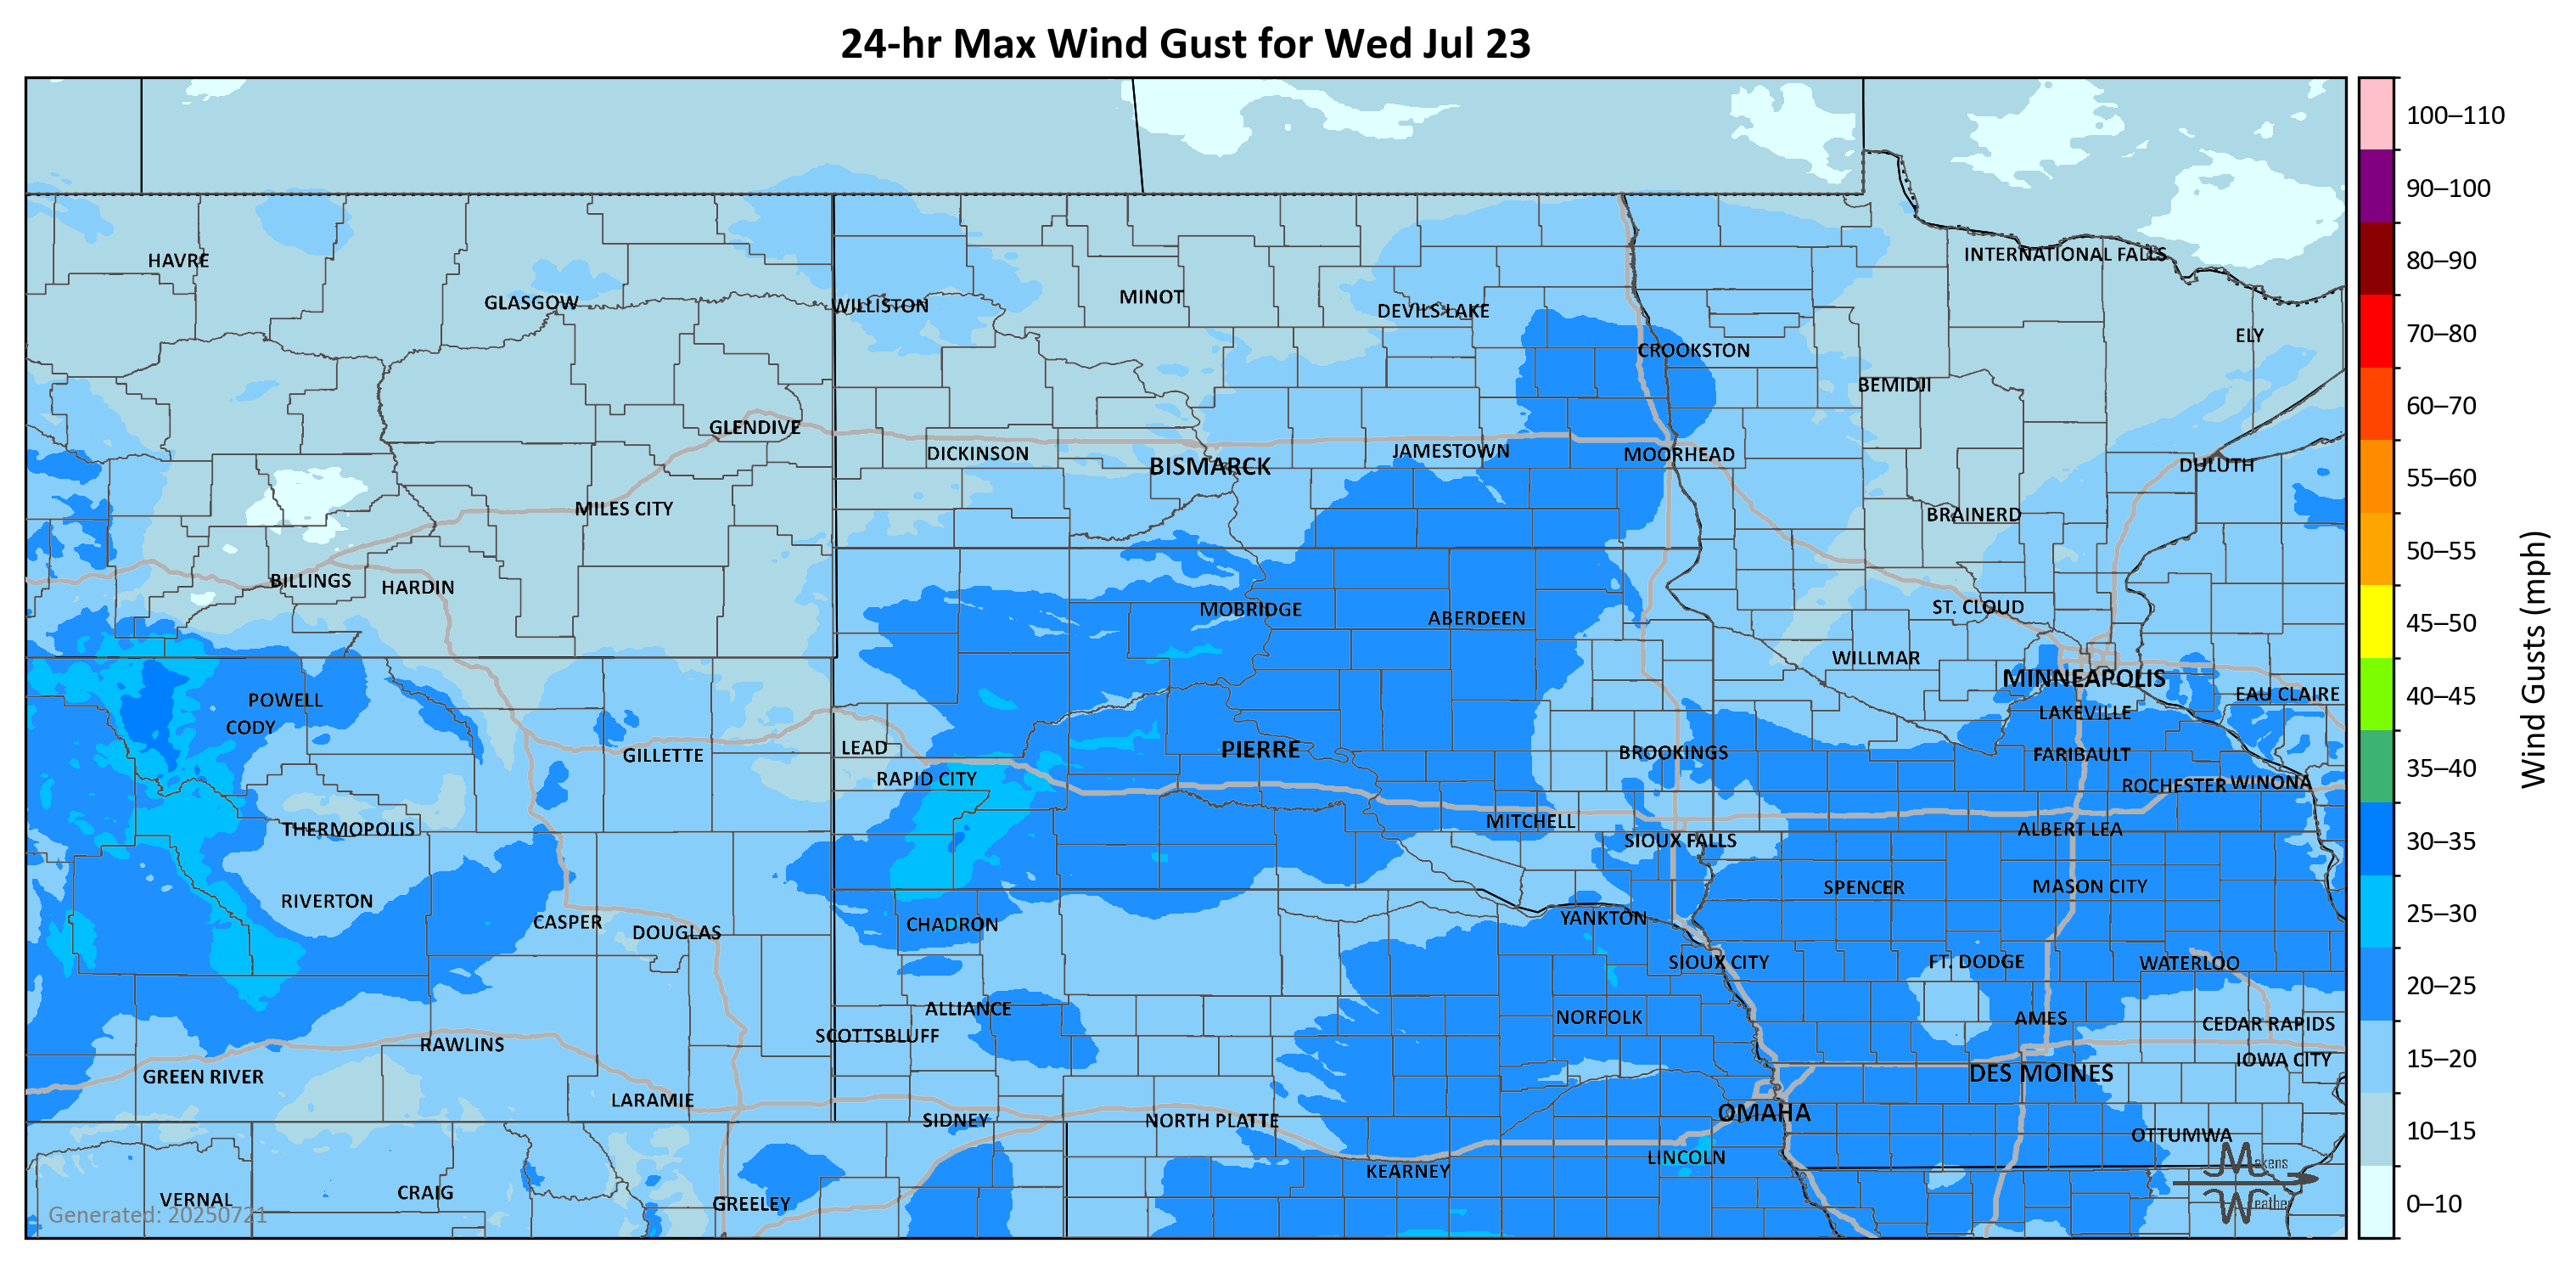 24-hr Max Wind Gust for Wed Jul 23
100–110
90–100
80–90
70–80
60–70
55–60
50–55
45–50
40–45
35–40
30–35
25–30
20–25
15–20
10–15
0–10
Wind Gusts (mph)
HAVRE
INTERNATIONAL FALLS
GLASGOW
WILLISTON
MINOT
DEVILS LAKE
ELY
CROOKSTON
BEMIDJI
GLENDIVE
DICKINSON
BISMARCK
JAMESTOWN
MOORHEAD
DULUTH
MILES CITY
BRAINERD
BILLINGS
HARDIN
MOBRIDGE
ABERDEEN
ST. CLOUD
WILLMAR
MINNEAPOLIS
EAU CLAIRE
POWELL
CODY
LAKEVILLE
GILLETTE
LEAD
PIERRE
BROOKINGS
FARIBAULT
RAPID CITY
ROCHESTER
WINONA
THERMOPOLIS
MITCHELL
SIOUX FALLS
ALBERT LEA
RIVERTON
SPENCER
MASON CITY
CASPER
DOUGLAS
CHADRON
YANKTON
SIOUX CITY
FT. DODGE
WATERLOO
ALLIANCE
NORFOLK
AMES
CEDAR RAPIDS
SCOTTSBLUFF
RAWLINS
IOWA CITY
GREEN RIVER
DES MOINES
LARAMIE
SIDNEY
NORTH PLATTE
OMAHA
OTTUMWA
KEARNEY
LINCOLN
VERNAL
CRAIG
GREELEY
Generated: 20250721
Makens
Weather